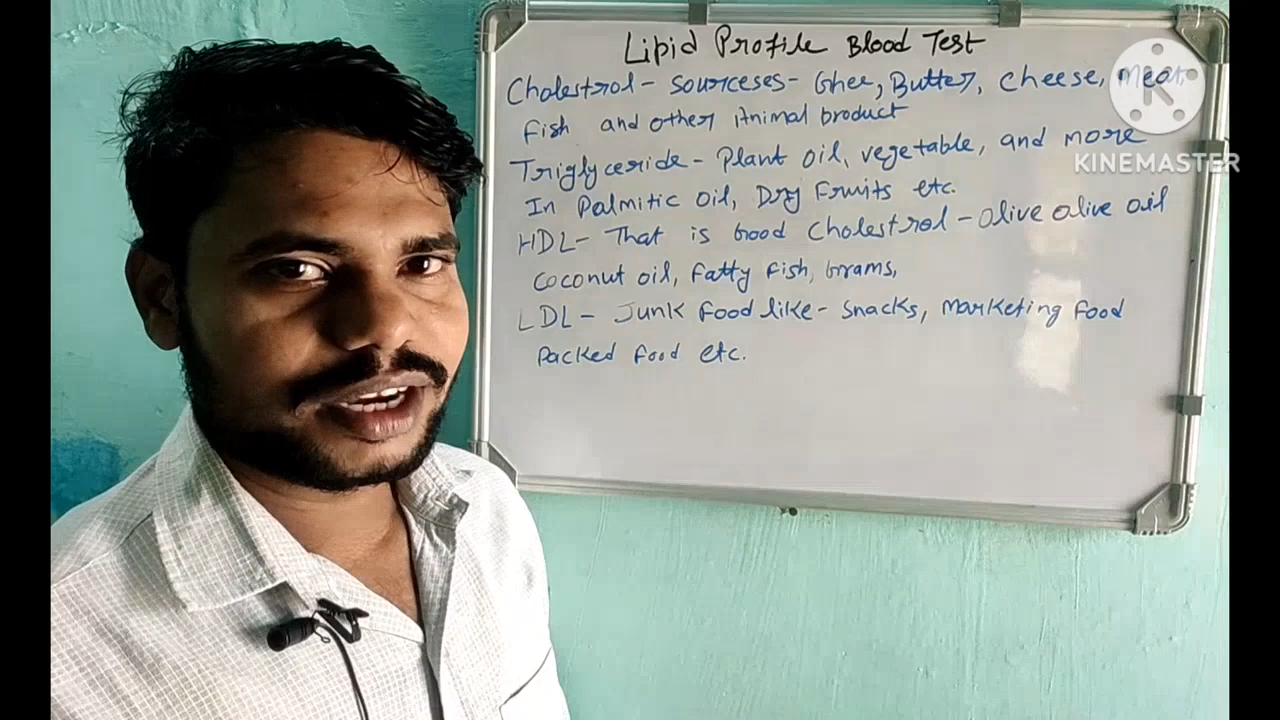 Lipid Profile Blood Test
Cholestrol - sourceses - Ghee, Butter, cheese, meat,
fish and other Animal product
Triglyceride - Plant oil, vegetable, and more
In Palmitic oil, Dry Fruits etc.
HDL - That is Good Cholestrol - olive alive oil
coconut oil, fatty fish, Grams,
LDL - Junk food like - snacks, marketing food
packed food etc.
K
KINEMASTER